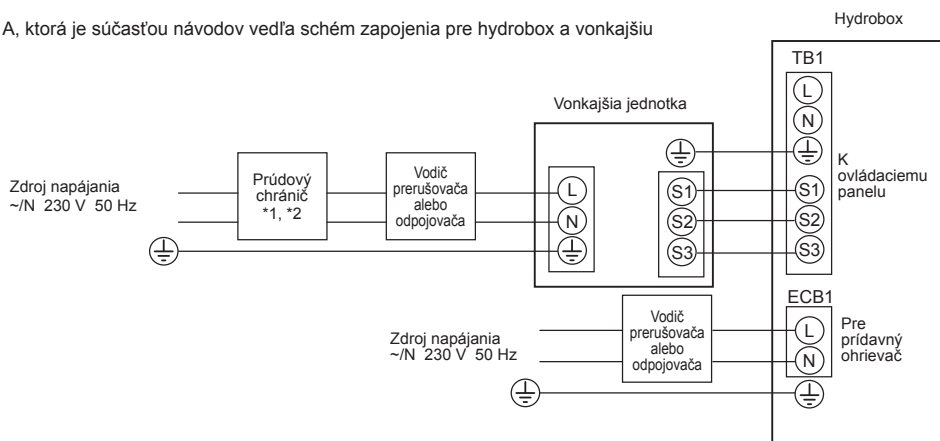 A, ktorá je súčasťou návodov vedľa schém zapojenia pre hydrobox a vonkajšiu
Hydrobox
TB1
L
N
K
ovládaciemu
panelu
S1
S2
S3
Vonkajšia jednotka
L
N
S1
S2
S3
Zdroj napájania
~/N 230 V 50 Hz
Prúdový
chránič
*1, *2
Vodič
prerušovača
alebo
odpojovača
ECB1
L
N
Pre
prídavný
ohrievač
Zdroj napájania
~/N 230 V 50 Hz
Vodič
prerušovača
alebo
odpojovača